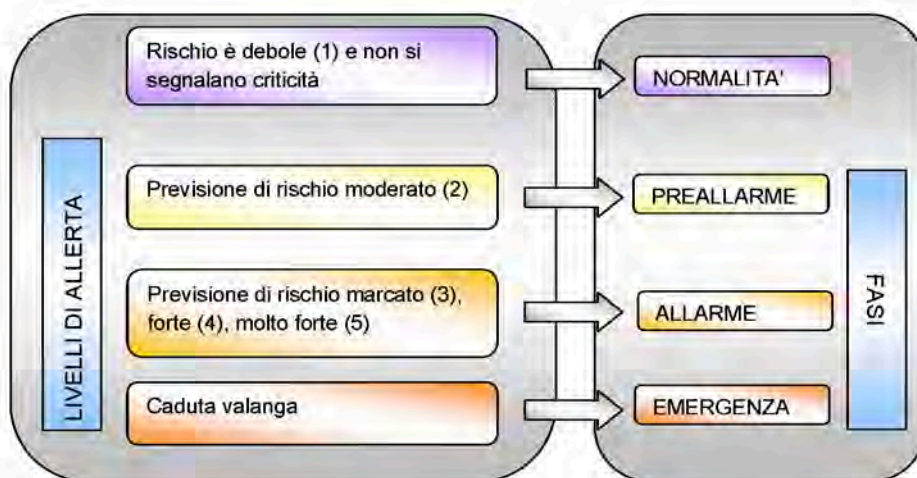 LIVELLI DI ALLERTA
Rischio è debole (1) e non si
segnalano criticità
NORMALITA'
Previsione di rischio moderato (2)
PREALLARME
Previsione di rischio marcato (3),
forte (4), molto forte (5)
ALLARME
Caduta valanga
EMERGENZA
FASI